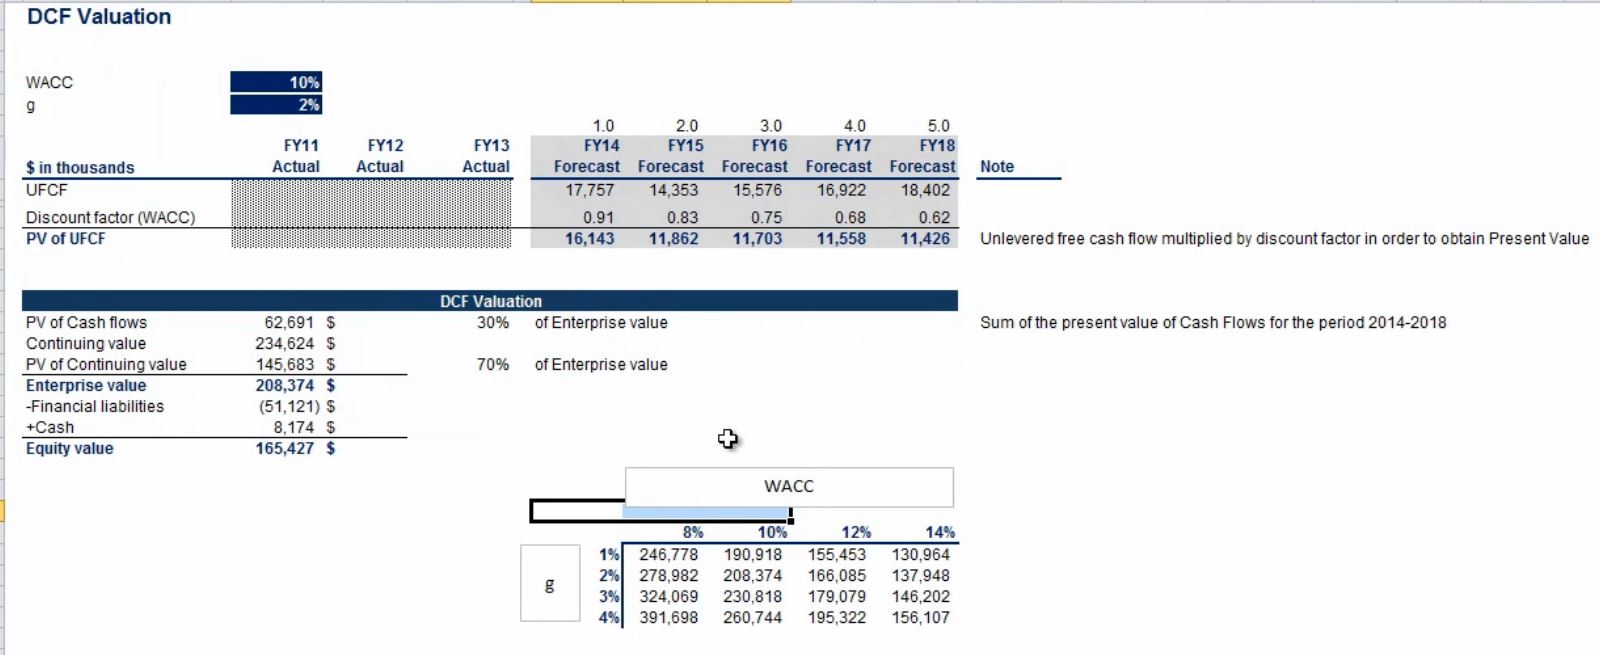 DCF Valuation
WACC 10%
g 2%
1.0 2.0 3.0 4.0 5.0
FY11 FY12 FY13 FY14 FY15 FY16 FY17 FY18
$ in thousands Actual Actual Actual Forecast Forecast Forecast Forecast Forecast Note
UFCF 17,757 14,353 15,576 16,922 18,402
Discount factor (WACC) 0.91 0.83 0.75 0.68 0.62
PV of UFCF 16,143 11,862 11,703 11,558 11,426 Unlevered free cash flow multiplied by discount factor in order to obtain Present Value
DCF Valuation
PV of Cash flows 62,691 $ 30% of Enterprise value Sum of the present value of Cash Flows for the period 2014-2018
Continuing value 234,624 $
PV of Continuing value 145,683 $ 70% of Enterprise value
Enterprise value 208,374 $
-Financial liabilities (51,121) $
+Cash 8,174 $
Equity value 165,427 $
WACC
8% 10% 12% 14%
1% 246,778 190,918 155,453 130,964
g 2% 278,982 208,374 166,085 137,948
3% 324,069 230,818 179,079 146,202
4% 391,698 260,744 195,322 156,107